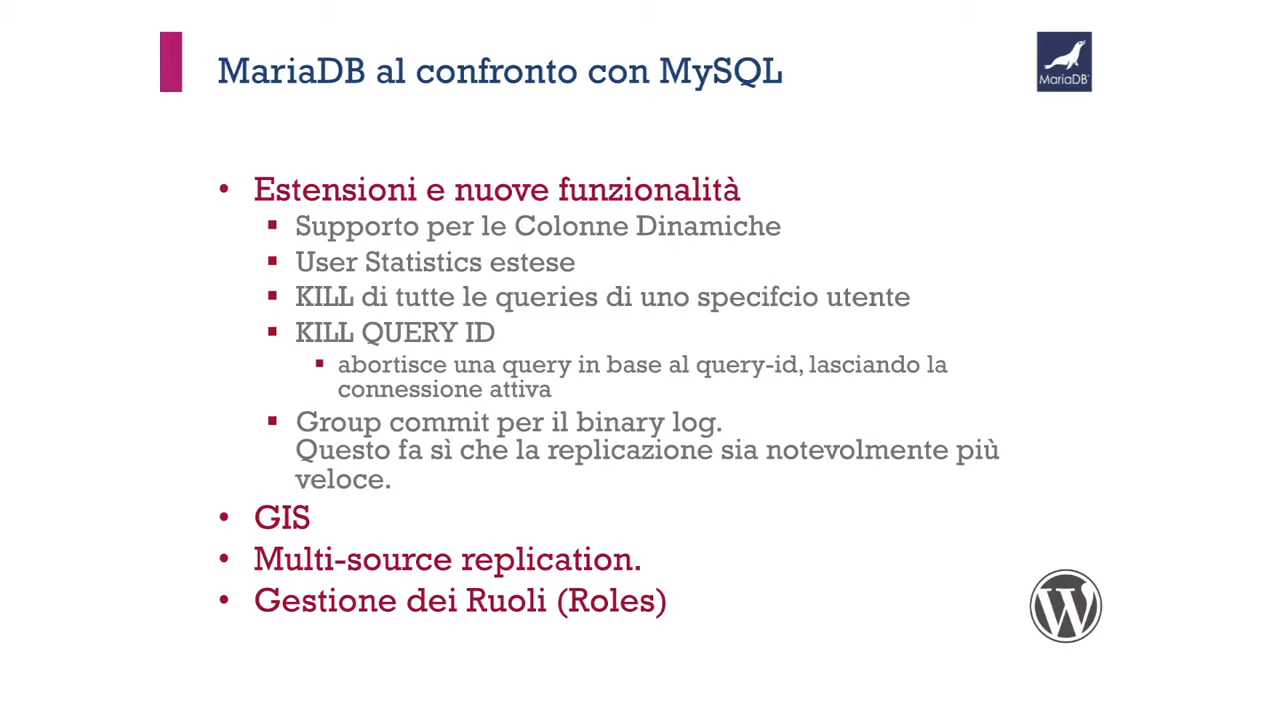 MariaDB al confronto con MySQL
MariaDB
• Estensioni e nuove funzionalità
▪ Supporto per le Colonne Dinamiche
▪ User Statistics estese
▪ KILL di tutte le queries di uno specifcio utente
▪ KILL QUERY ID
▪ abortisce una query in base al query-id, lasciando la
connessione attiva
▪ Group commit per il binary log.
Questo fa sì che la replicazione sia notevolmente più
veloce.
• GIS
• Multi-source replication.
• Gestione dei Ruoli (Roles)
W